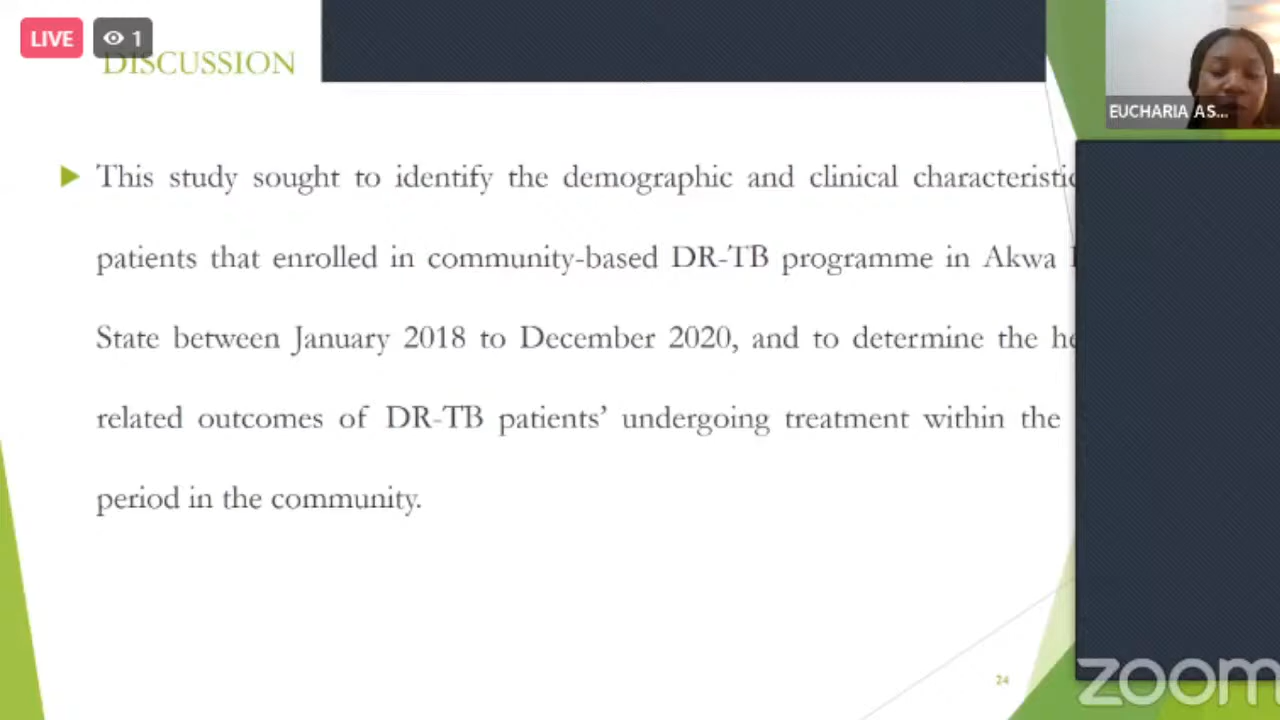 LIVE
1
DISCUSSION
EUCHARIA AS...
This study sought to identify the demographic and clinical
patients that enrolled in community-based DR-TB programme in Akwa
State between January 2018 to December 2020, and to determine the
related outcomes of DR-TB patients’ undergoing treatment within the
period in the community.
24
zoom